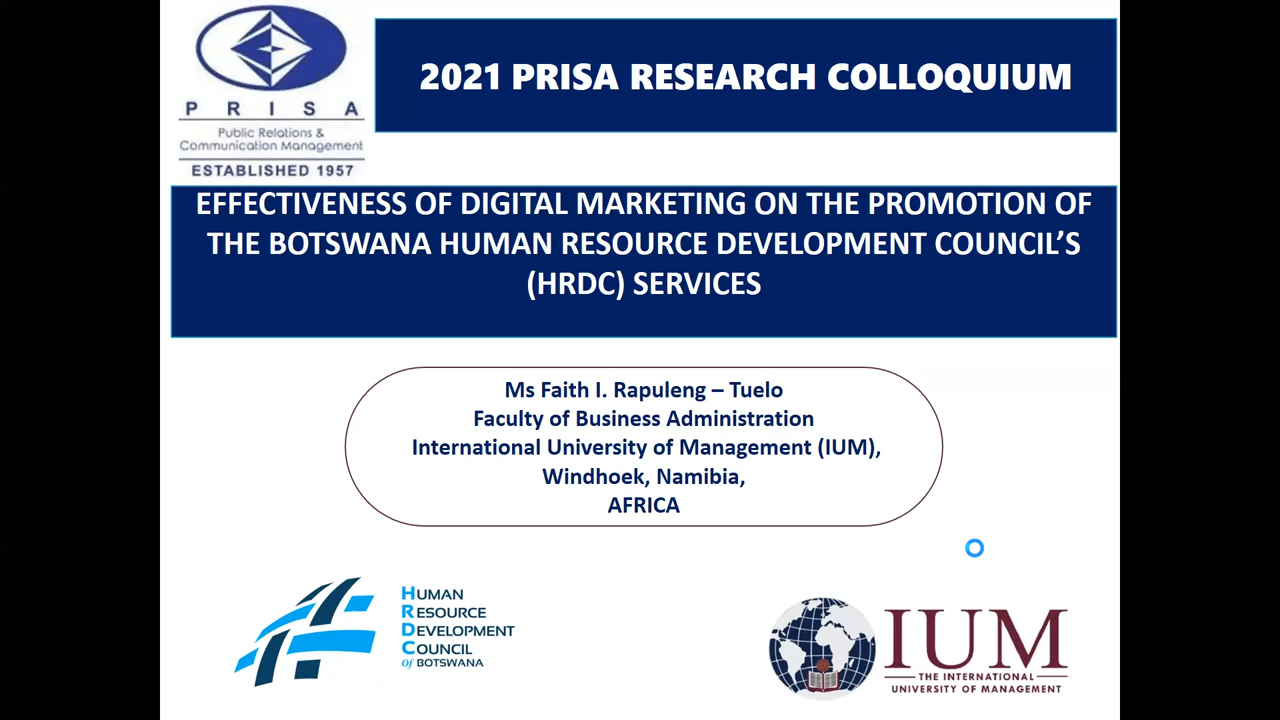 2021 PRISA RESEARCH COLLOQUIUM
P R I S A
Public Relations &
Communication Management
ESTABLISHED 1957
EFFECTIVENESS OF DIGITAL MARKETING ON THE PROMOTION OF
THE BOTSWANA HUMAN RESOURCE DEVELOPMENT COUNCIL’S
(HRDC) SERVICES
Ms Faith I. Rapuleng – Tuelo
Faculty of Business Administration
International University of Management (IUM),
Windhoek, Namibia,
AFRICA
HUMAN
RESOURCE
DEVELOPMENT
COUNCIL
of BOTSWANA
IUM
THE INTERNATIONAL
UNIVERSITY OF MANAGEMENT